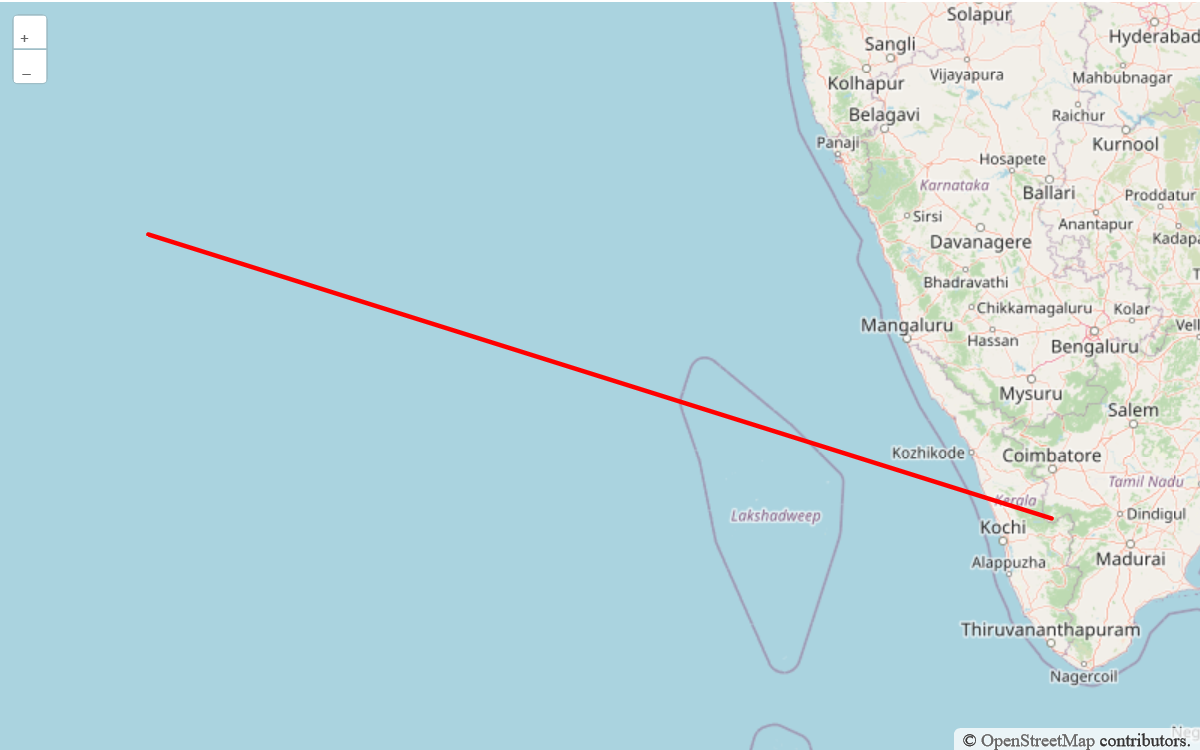 +
–
Solapur
Hyderabad
Sangli
Vijayapura
Mahbubnagar
Kolhapur
Belagavi
Raichur
Panaji
Kurnool
Hosapete
Karnataka
Ballari
Proddatur
Sirsi
Anantapur
Davanagere
Kadapa
Bhadravathi
Chikkamagaluru
Kolar
Mangaluru
Hassan
Bengaluru
Mysuru
Salem
Kozhikode
Coimbatore
Tamil Nadu
Kerala
Lakshadweep
Dindigul
Kochi
Madurai
Alappuzha
Thiruvananthapuram
Nagercoil
© OpenStreetMap contributors.